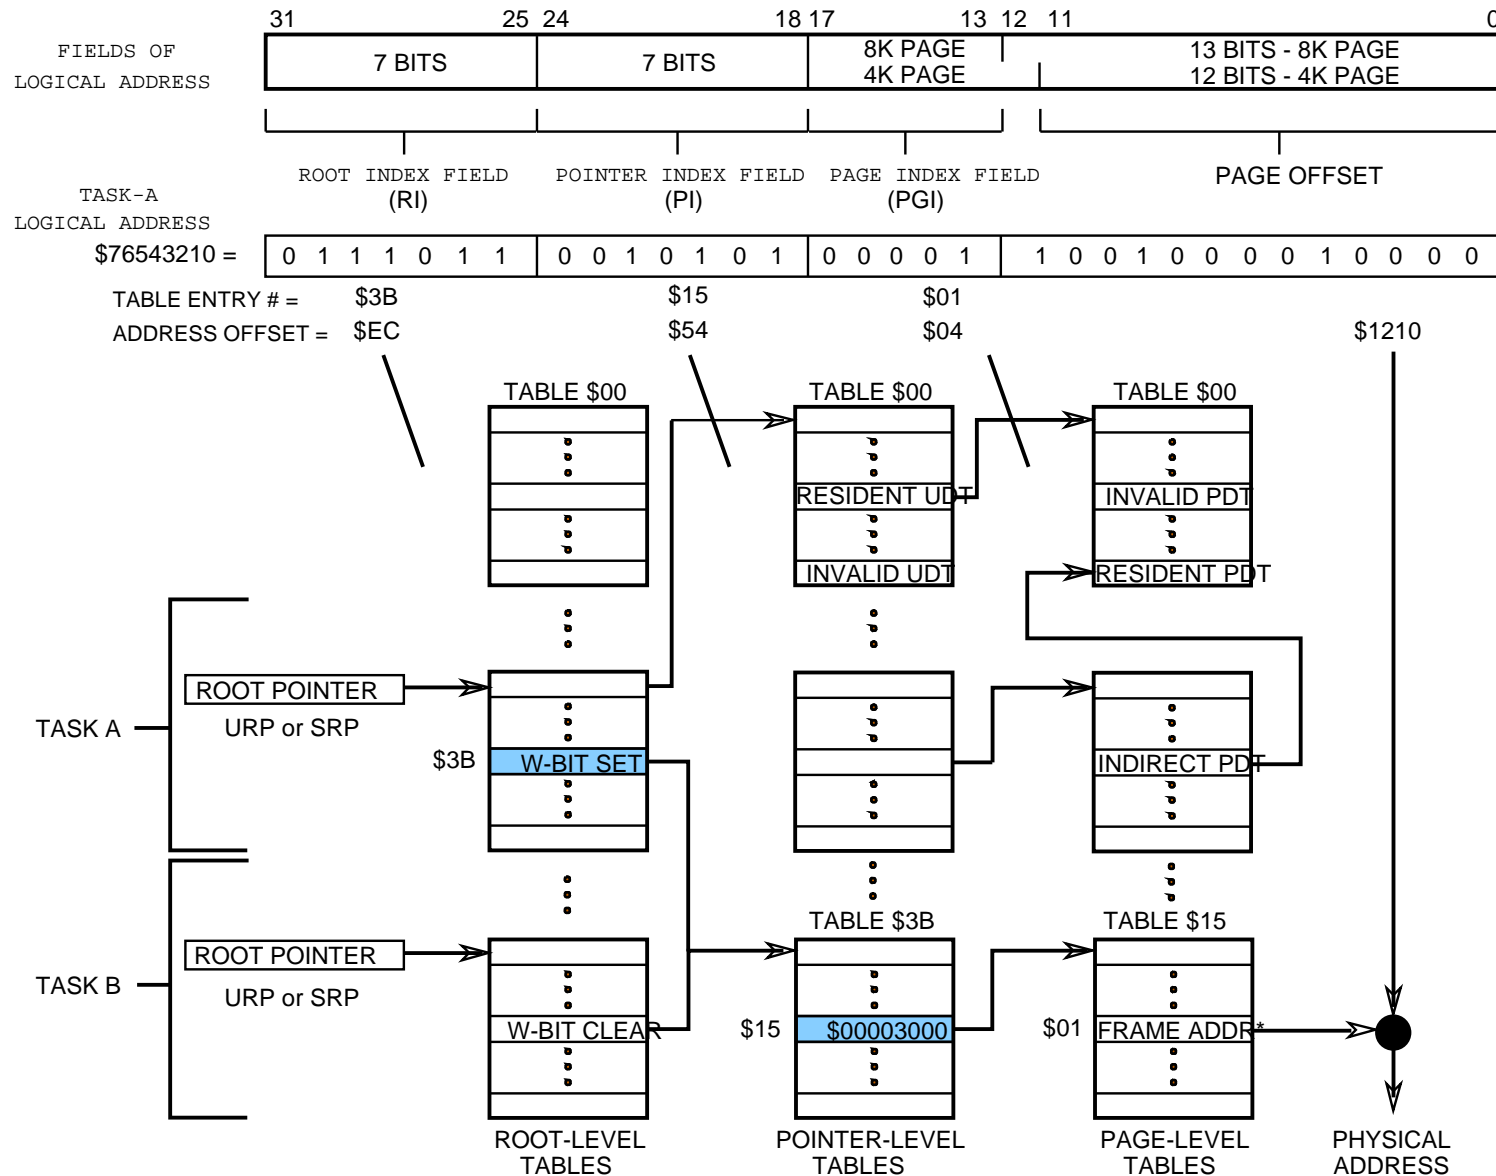 31 25 24 18 17 13 12 11 0
FIELDS OF
LOGICAL ADDRESS
7 BITS
7 BITS
8K PAGE
4K PAGE
13 BITS - 8K PAGE
12 BITS - 4K PAGE
ROOT INDEX FIELD
(RI)
POINTER INDEX FIELD
(PI)
PAGE INDEX FIELD
(PGI)
PAGE OFFSET
TASK-A
LOGICAL ADDRESS
$76543210 = 0 1 1 1 0 1 1 0 0 1 0 1 0 1 0 0 0 0 1 1 0 0 1 0 0 0 0 1 0 0 0 0
TABLE ENTRY # = $3B $15 $01
ADDRESS OFFSET = $EC $54 $04 $1210
TABLE $00
TABLE $00
TABLE $00
RESIDENT UDT
INVALID PDT
INVALID UDT
RESIDENT PDT
TASK A
ROOT POINTER
URP or SRP
$3B
W-BIT SET
INDIRECT PDT
TABLE $3B
TABLE $15
TASK B
ROOT POINTER
URP or SRP
W-BIT CLEAR
$15
$00003000
$01
FRAME ADDR*
ROOT-LEVEL
TABLES
POINTER-LEVEL
TABLES
PAGE-LEVEL
TABLES
PHYSICAL
ADDRESS